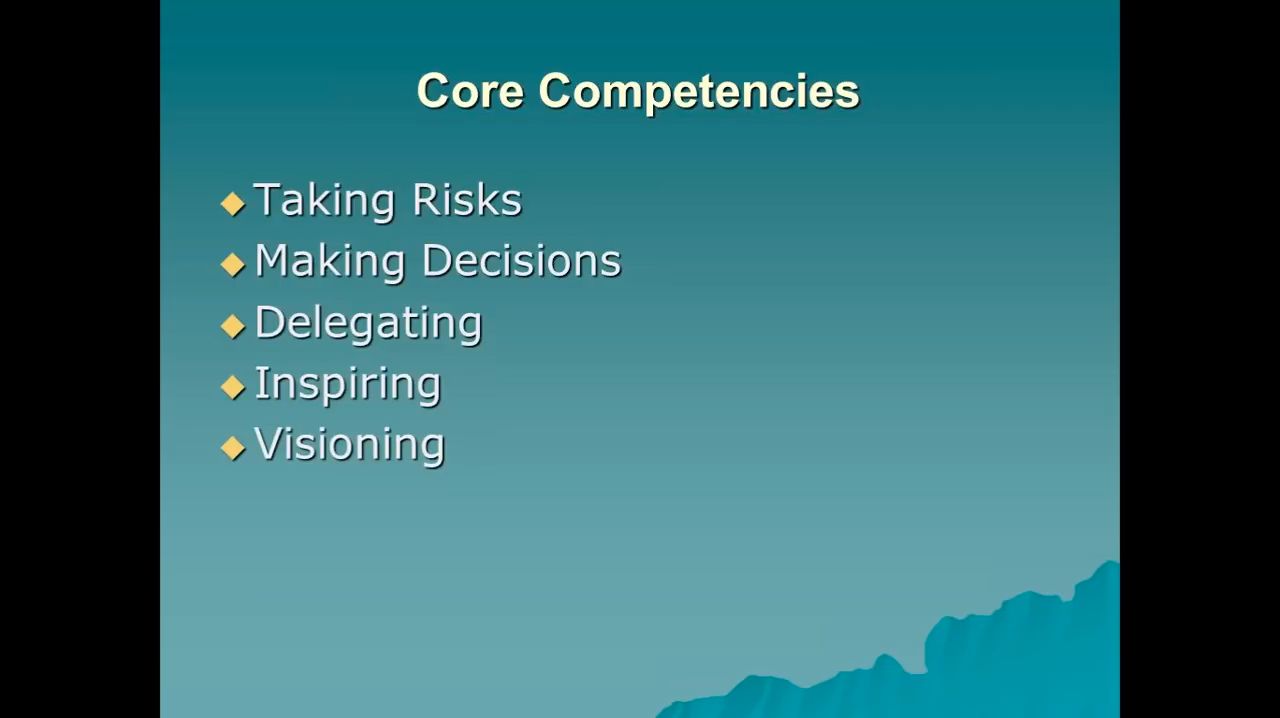 Core Competencies
Taking Risks
Making Decisions
Delegating
Inspiring
Visioning